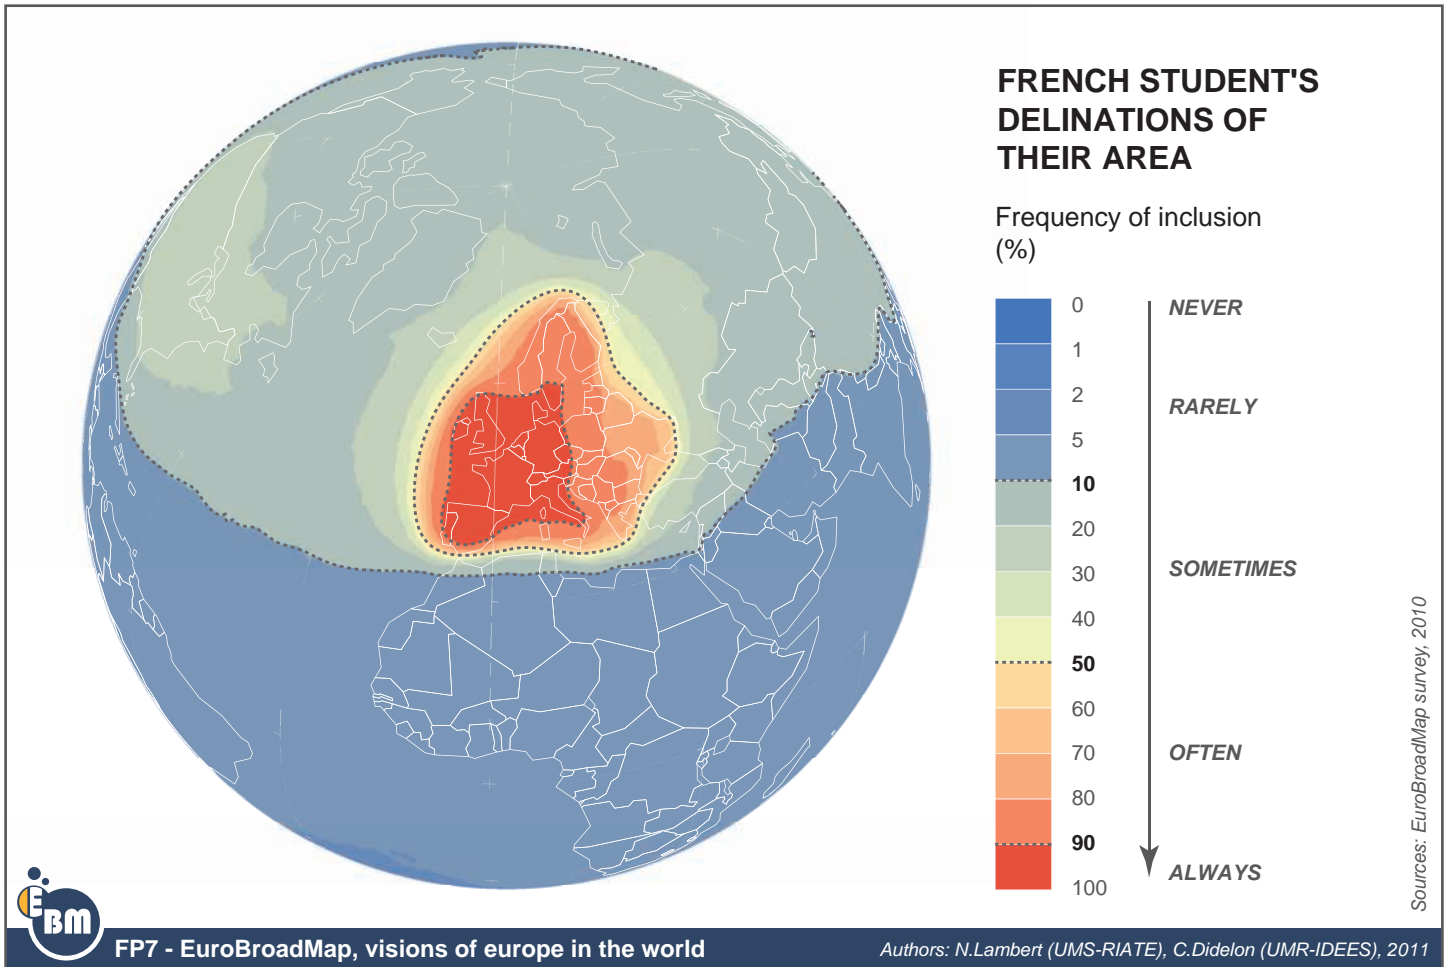 FRENCH STUDENT'S
DELINATIONS OF
THEIR AREA
Frequency of inclusion
(%)
0
NEVER
1
2
RARELY
5
10
20
SOMETIMES
30
40
50
60
OFTEN
70
80
90
ALWAYS
100
Sources: EuroBroadMap survey, 2010
EBM
FP7 - EuroBroadMap, visions of europe in the world
Authors: N.Lambert (UMS-RIATE), C.Didelon (UMR-IDEES), 2011